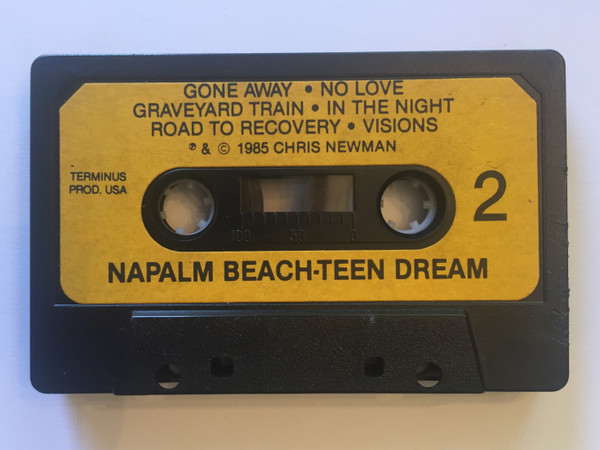 GONE AWAY • NO LOVE
GRAVEYARD TRAIN • IN THE NIGHT
ROAD TO RECOVERY • VISIONS
℗ & © 1985 CHRIS NEWMAN
TERMINUS
PROD. USA
2
100 50 0
NAPALM BEACH-TEEN DREAM